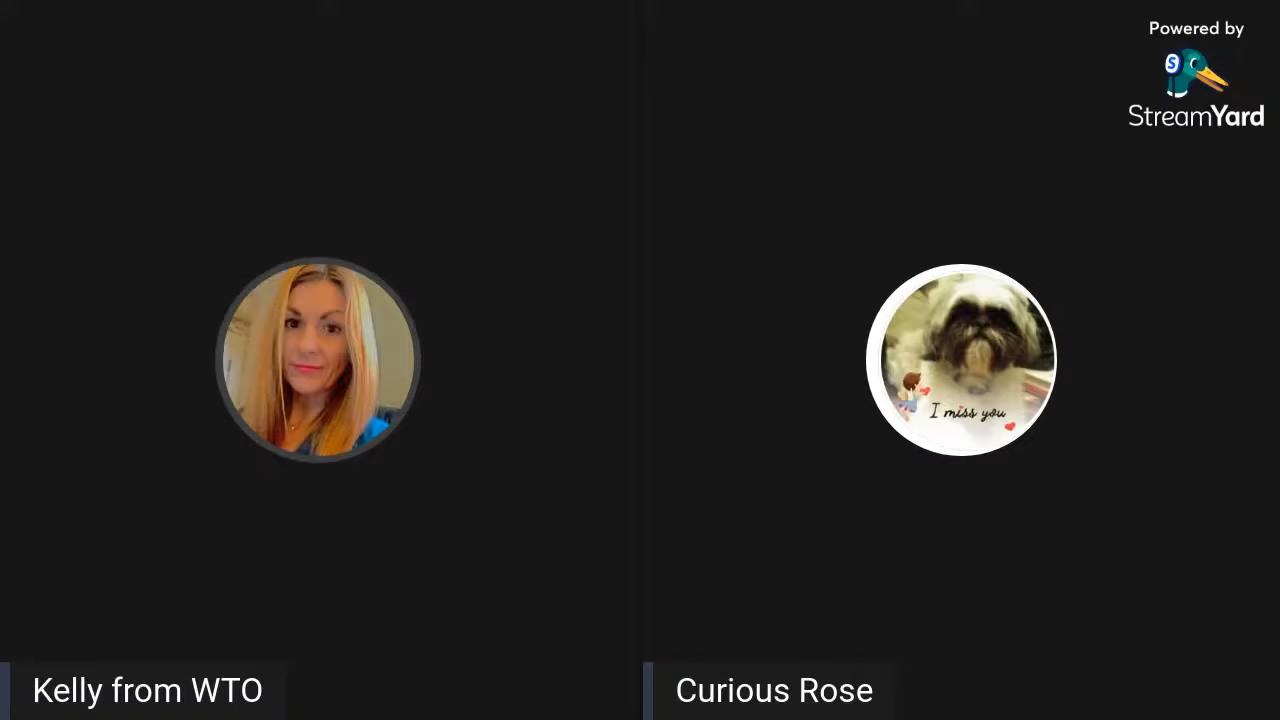 Powered by
S
StreamYard
I miss you
Kelly from WTO
Curious Rose